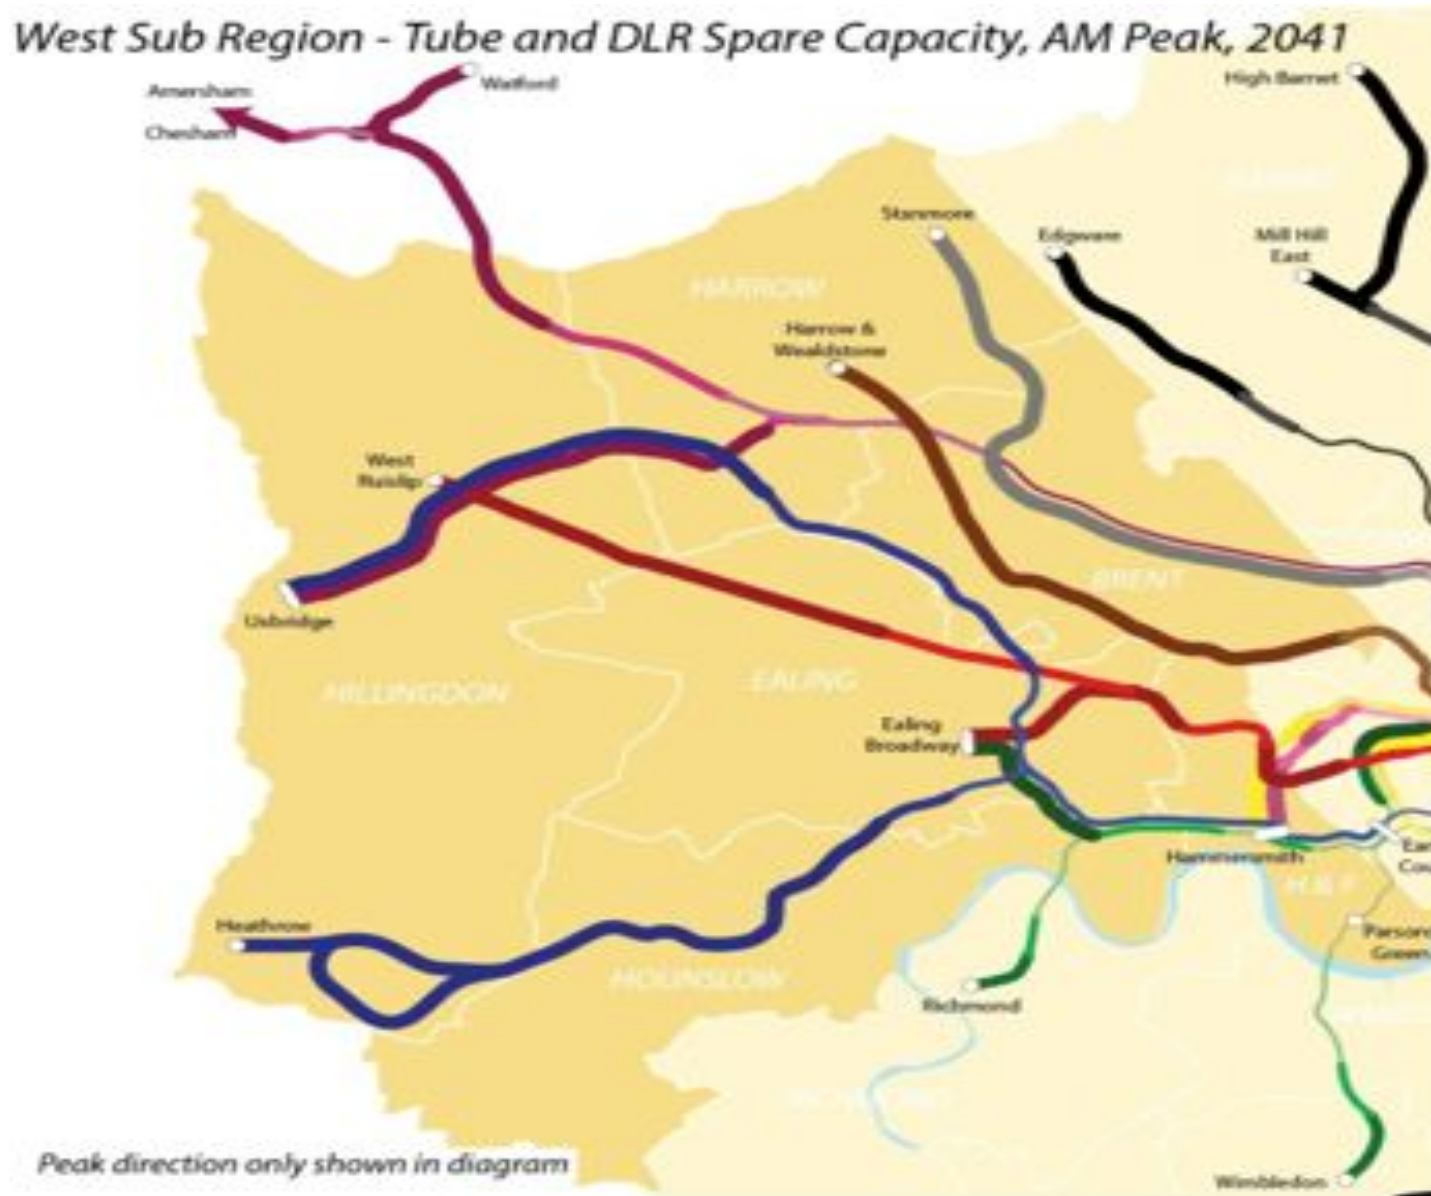 West Sub Region - Tube and DLR Spare Capacity, AM Peak, 2041
Amersham
Chesham
Watford
High Barnet
Stanmore
Edgware
Mill Hill
East
HARROW
Harrow &
Wealdstone
West
Ruislip
BRENT
Uxbridge
HILLINGDON
EALING
Ealing
Broadway
Hammersmith
H & F
Heathrow
Parsons
Green
HOUNSLOW
Richmond
Peak direction only shown in diagram
Wimbledon